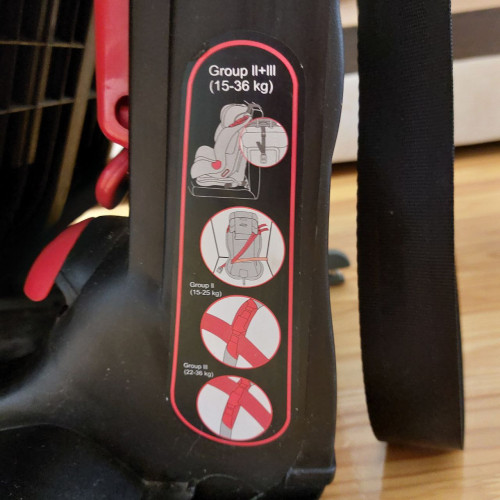 Group II+III
(15-36 kg)
Group II
(15-25 kg)
Group III
(22-36 kg)